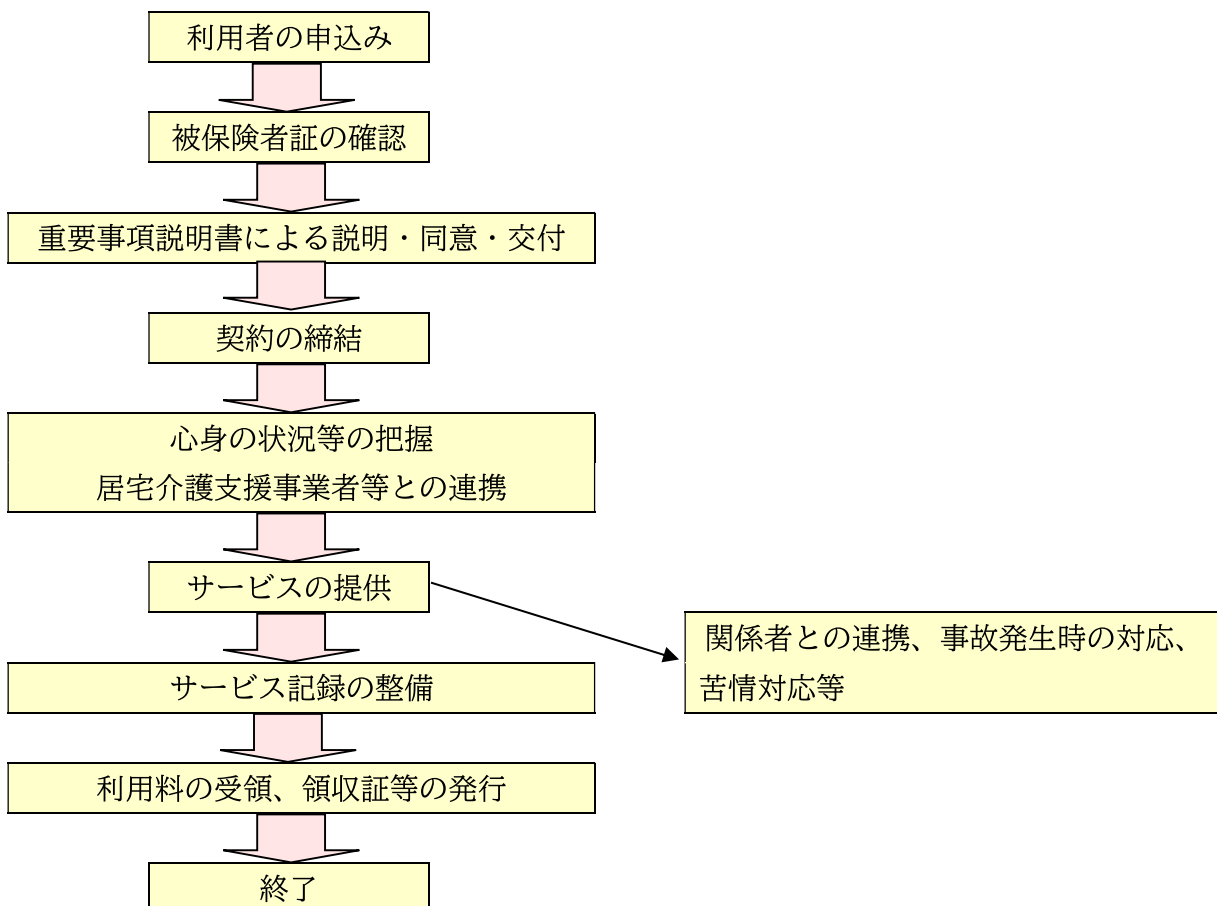 利用者の申込み
被保険者証の確認
重要事項説明書による説明・同意・交付
契約の締結
心身の状況等の把握
居宅介護支援事業者等との連携
サービスの提供
関係者との連携、事故発生時の対応、
苦情対応等
サービス記録の整備
利用料の受領、領収証等の発行
終了